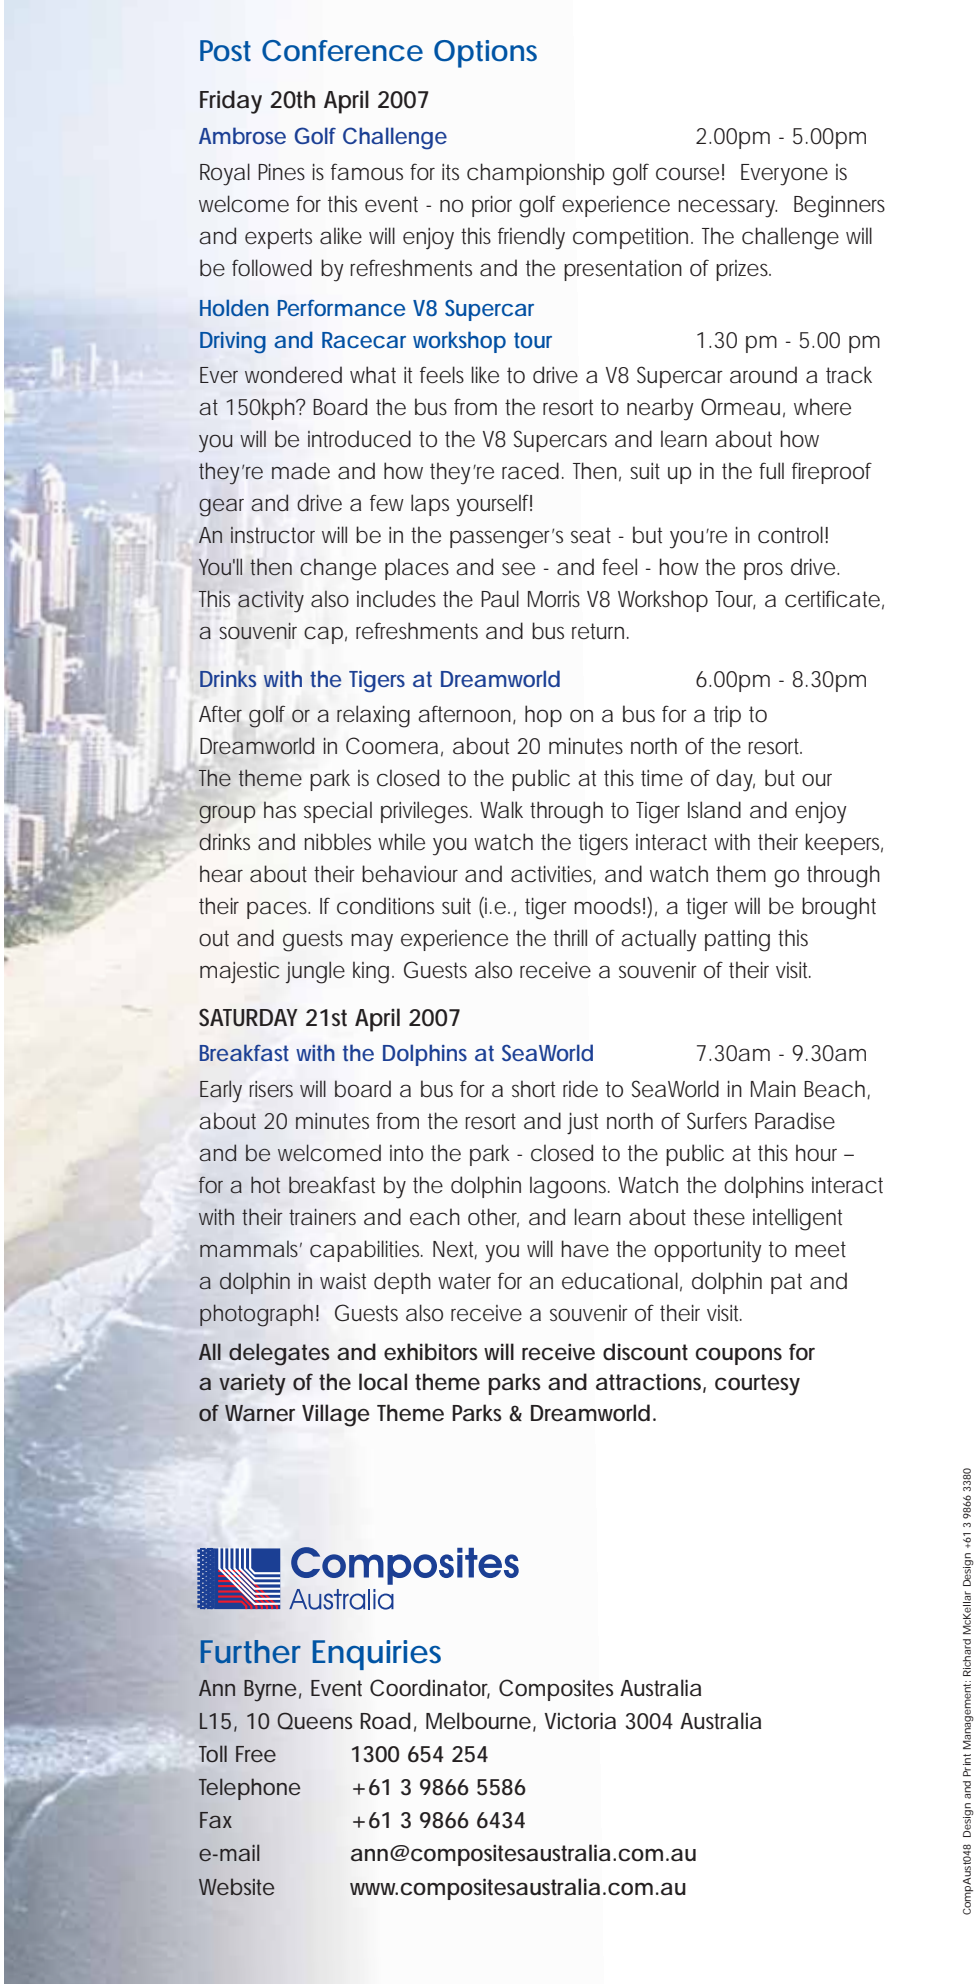 Post Conference Options
Friday 20th April 2007
Ambrose Golf Challenge 2.00pm - 5.00pm
Royal Pines is famous for its championship golf course!  Everyone is
welcome for this event - no prior golf experience necessary.  Beginners
and experts alike will enjoy this friendly competition. The challenge will
be followed by refreshments and the presentation of prizes.
Holden Performance V8 Supercar
Driving and Racecar workshop tour 1.30 pm - 5.00 pm
Ever wondered what it feels like to drive a V8 Supercar around a track
at 150kph? Board the bus from the resort to nearby Ormeau, where
you will be introduced to the V8 Supercars and learn about how
they’re made and how they’re raced. Then, suit up in the full fireproof
gear and drive a few laps yourself!
An instructor will be in the passenger’s seat - but you’re in control!
You'll then change places and see - and feel - how the pros drive.
This activity also includes the Paul Morris V8 Workshop Tour, a certificate,
a souvenir cap, refreshments and bus return.
Drinks with the Tigers at Dreamworld 6.00pm - 8.30pm
After golf or a relaxing afternoon, hop on a bus for a trip to
Dreamworld in Coomera, about 20 minutes north of the resort.
The theme park is closed to the public at this time of day, but our
group has special privileges. Walk through to Tiger Island and enjoy
drinks and nibbles while you watch the tigers interact with their keepers,
hear about their behaviour and activities, and watch them go through
their paces. If conditions suit (i.e., tiger moods!), a tiger will be brought
out and guests may experience the thrill of actually patting this
majestic jungle king. Guests also receive a souvenir of their visit.
SATURDAY 21st April 2007
Breakfast with the Dolphins at SeaWorld 7.30am - 9.30am
Early risers will board a bus for a short ride to SeaWorld in Main Beach,
about 20 minutes from the resort and just north of Surfers Paradise
and be welcomed into the park - closed to the public at this hour –
for a hot breakfast by the dolphin lagoons. Watch the dolphins interact
with their trainers and each other, and learn about these intelligent
mammals’ capabilities. Next, you will have the opportunity to meet
a dolphin in waist depth water for an educational, dolphin pat and
photograph!  Guests also receive a souvenir of their visit.
All delegates and exhibitors will receive discount coupons for
a variety of the local theme parks and attractions, courtesy
of Warner Village Theme Parks & Dreamworld.
Composites
Australia
Further Enquiries
Ann Byrne, Event Coordinator, Composites Australia
L15, 10 Queens Road, Melbourne, Victoria 3004 Australia
Toll Free 1300 654 254
Telephone +61 3 9866 5586
Fax +61 3 9866 6434
e-mail ann@compositesaustralia.com.au
Website www.compositesaustralia.com.au
CompAust048  Design and Print Management: Richard McKellar Design +61 3 9866 3380